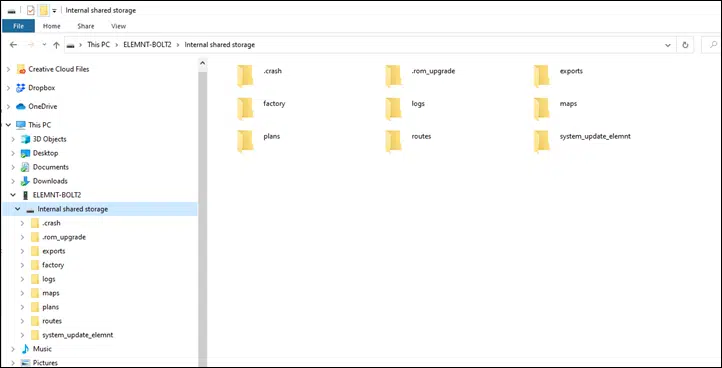 Internal shared storage
File Home Share View
This PC ELEMNT-BOLT2 Internal shared storage
Creative Cloud Files
Dropbox
OneDrive
This PC
3D Objects
Desktop
Documents
Downloads
ELEMNT-BOLT2
Internal shared storage
.crash
.rom_upgrade
exports
factory
logs
maps
plans
routes
system_update_elemnt
Music
Pictures
.crash .rom_upgrade exports
factory logs maps
plans routes system_update_elemnt